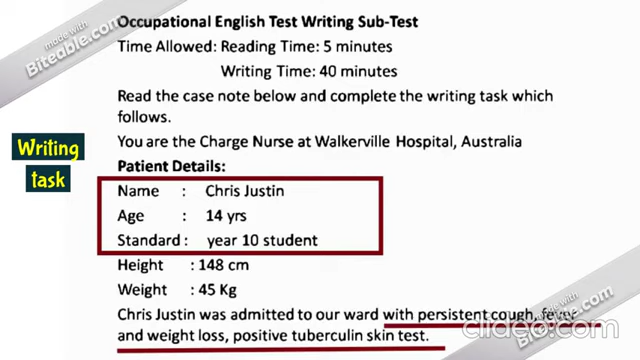 made with
Biteable.com
Occupational English Test Writing Sub-Test
Time Allowed: Reading Time: 5 minutes
Writing Time: 40 minutes
Read the case note below and complete the writing task which
follows.
You are the Charge Nurse at Walkerville Hospital, Australia
Writing
task
Patient Details:
Name : Chris Justin
Age : 14 yrs
Standard : year 10 student
Height : 148 cm
Weight : 45 Kg
Chris Justin was admitted to our ward with persistent cough, fever
and weight loss, positive tuberculin skin test.
made with
Biteable.com
clideo.com